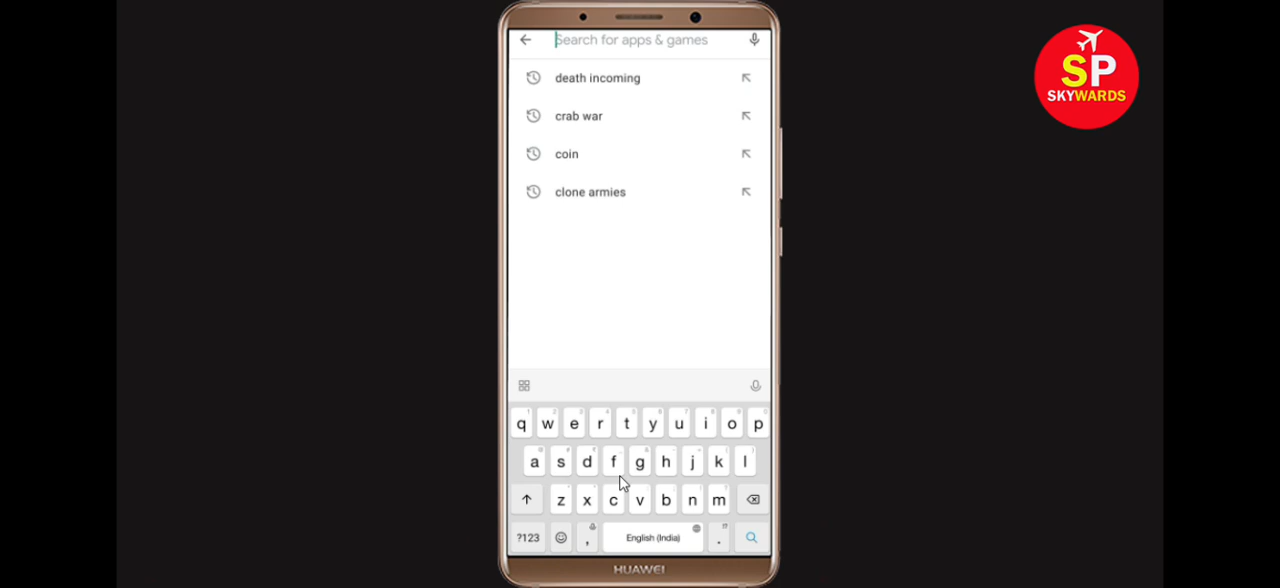 Search for apps & games
SP
SKYWARDS
death incoming
crab war
coin
clone armies
q w e r t y u i o p
a s d f g h j k l
z x c v b n m
?123 , English (India) .
HUAWEI